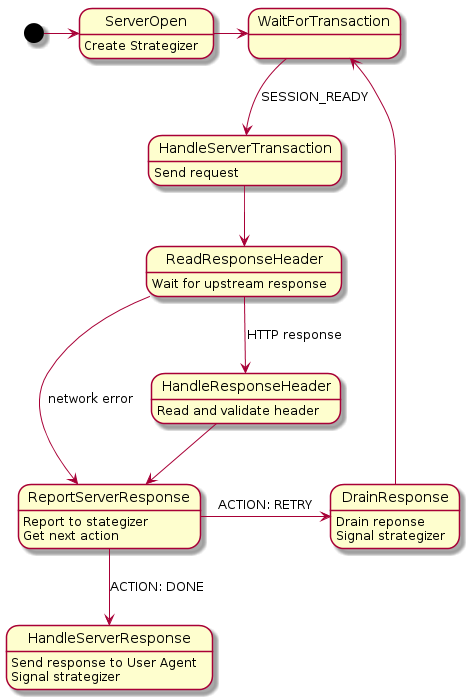 ServerOpen
Create Strategizer
WaitForTransaction
SESSION_READY
HandleServerTransaction
Send request
ReadResponseHeader
Wait for upstream response
HTTP response
network error
HandleResponseHeader
Read and validate header
ReportServerResponse
Report to stategizer
Get next action
ACTION: RETRY
DrainResponse
Drain reponse
Signal strategizer
ACTION: DONE
HandleServerResponse
Send response to User Agent
Signal strategizer